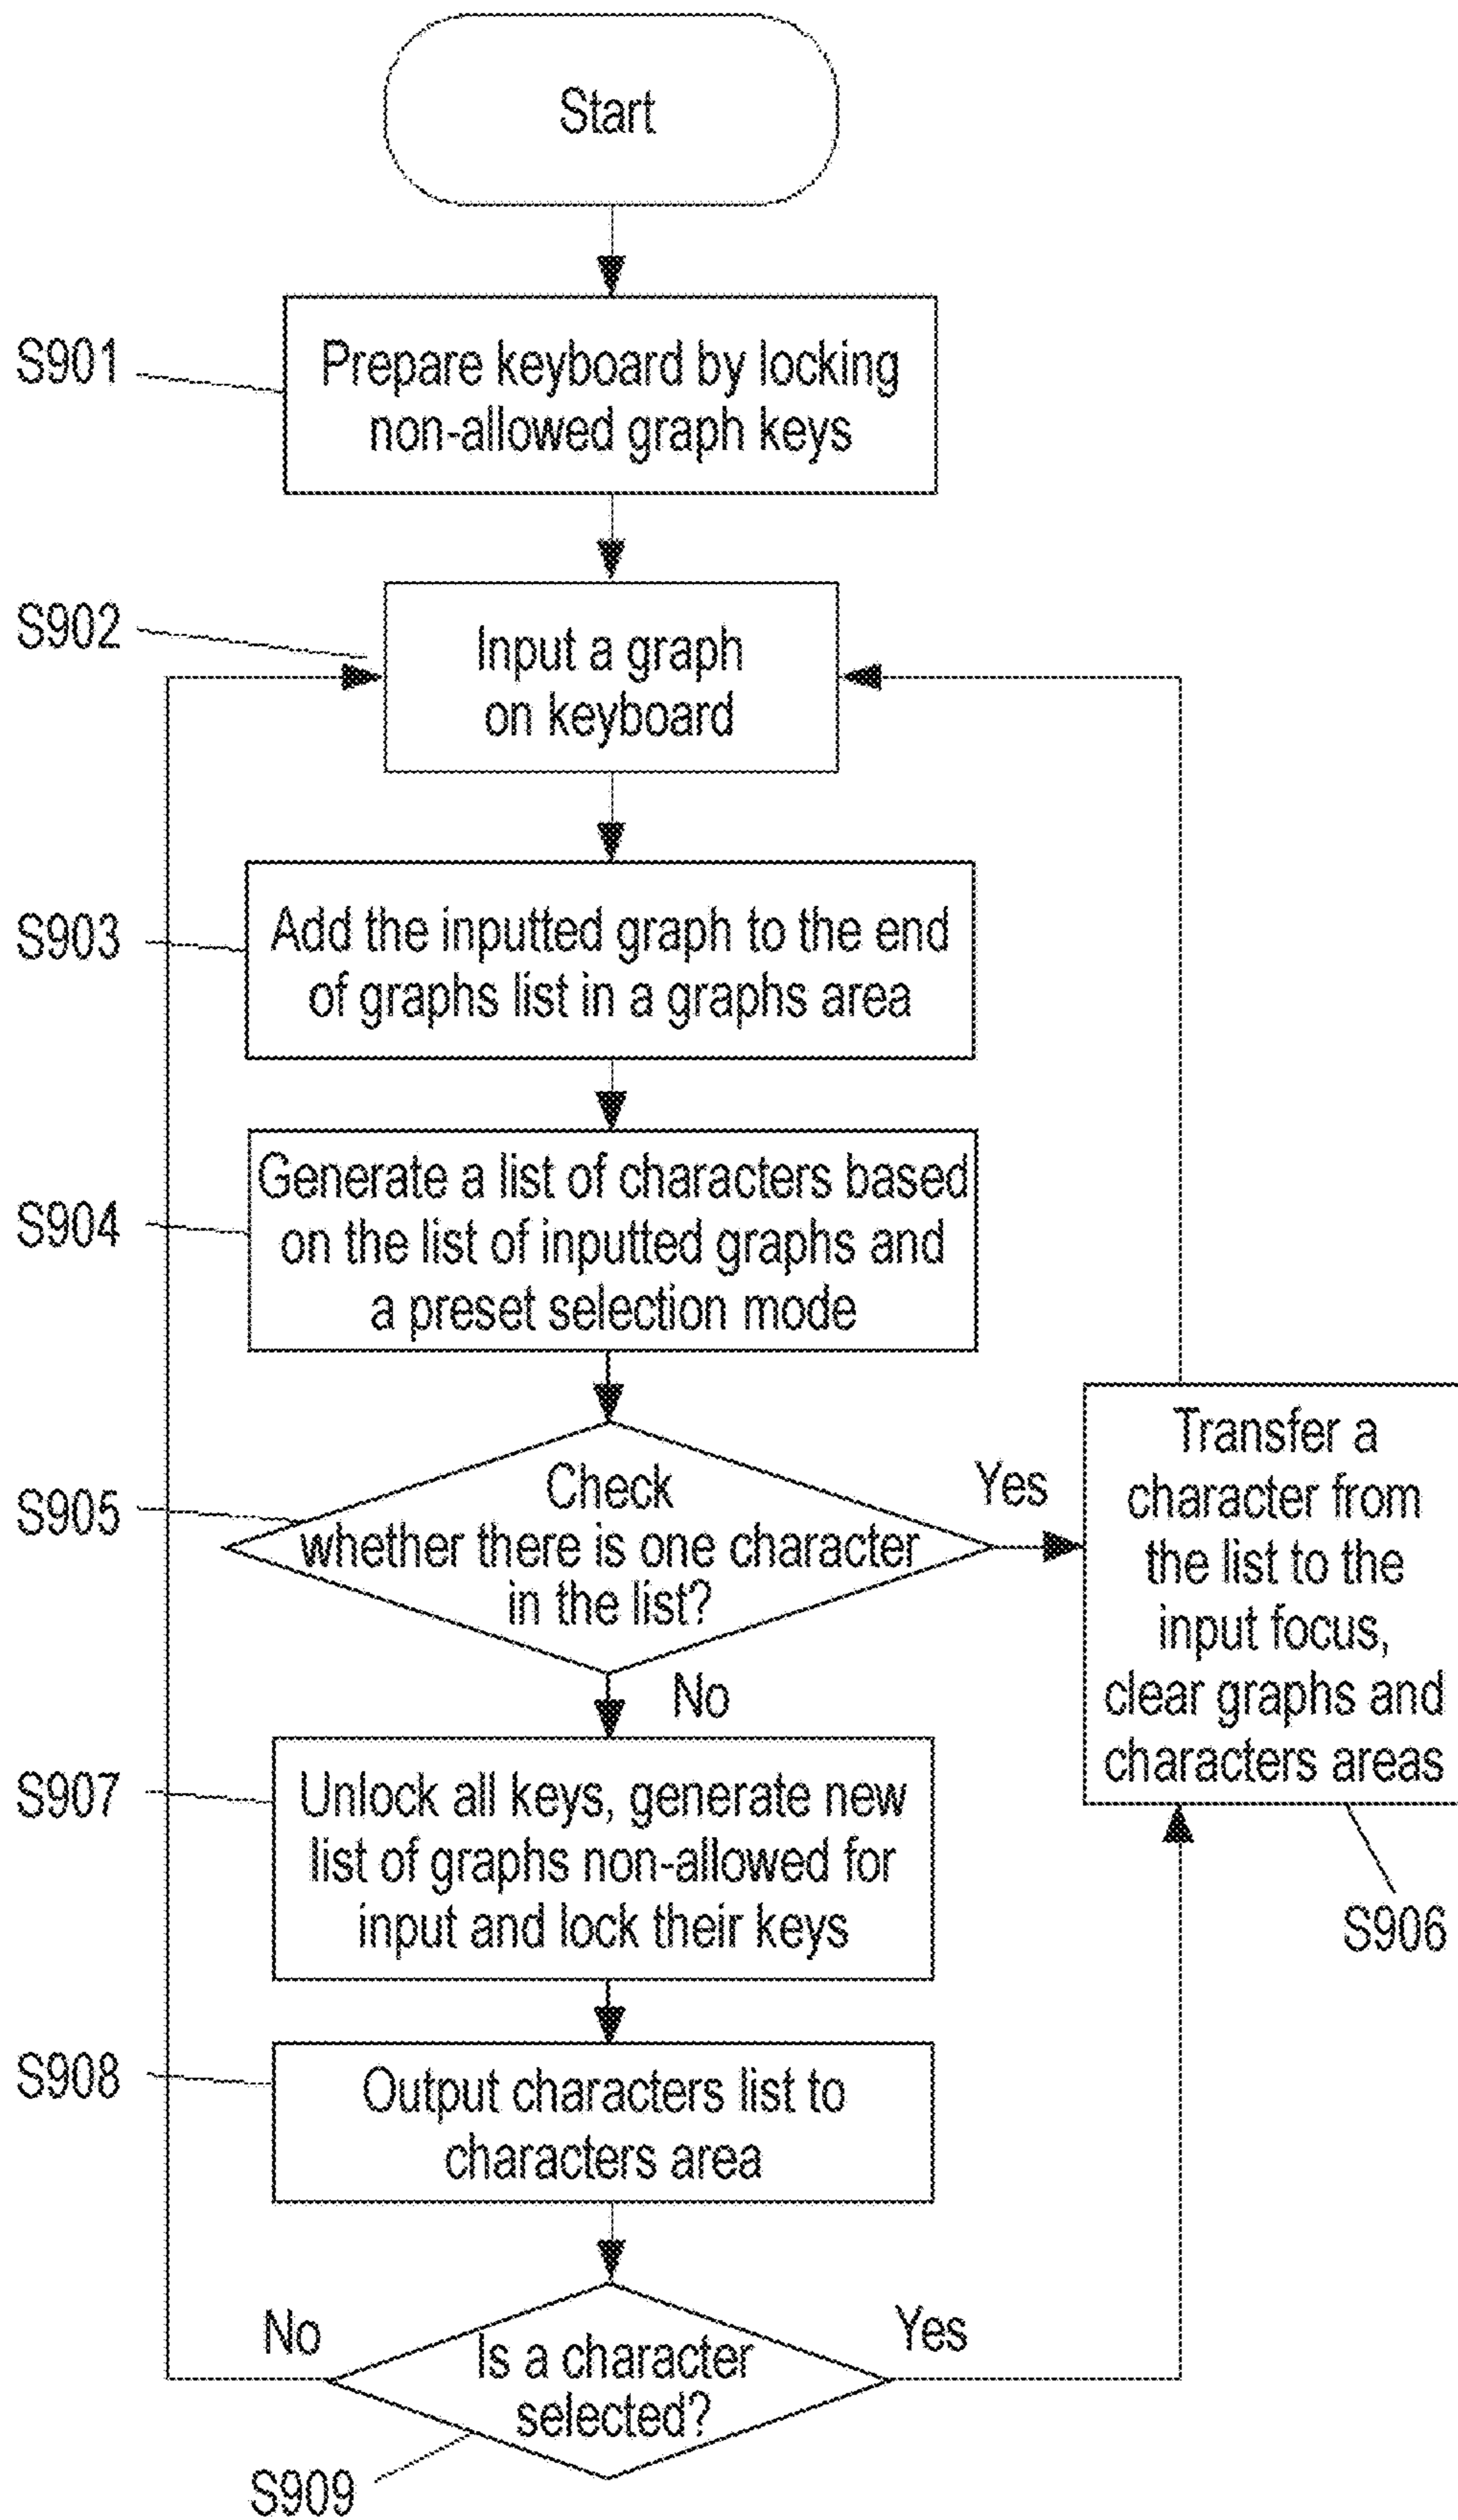 Start
S901
Prepare keyboard by locking
non-allowed graph keys
S902
Input a graph
on keyboard
S903
Add the inputted graph to the end
of graphs list in a graphs area
S904
Generate a list of characters based
on the list of inputted graphs and
a preset selection mode
S905
Check
whether there is one character
in the list?
Yes
No
Transfer a
character from
the list to the
input focus,
clear graphs and
characters areas
S906
S907
Unlock all keys, generate new
list of graphs non-allowed for
input and lock their keys
S908
Output characters list to
characters area
No
Is a character
selected?
Yes
S909